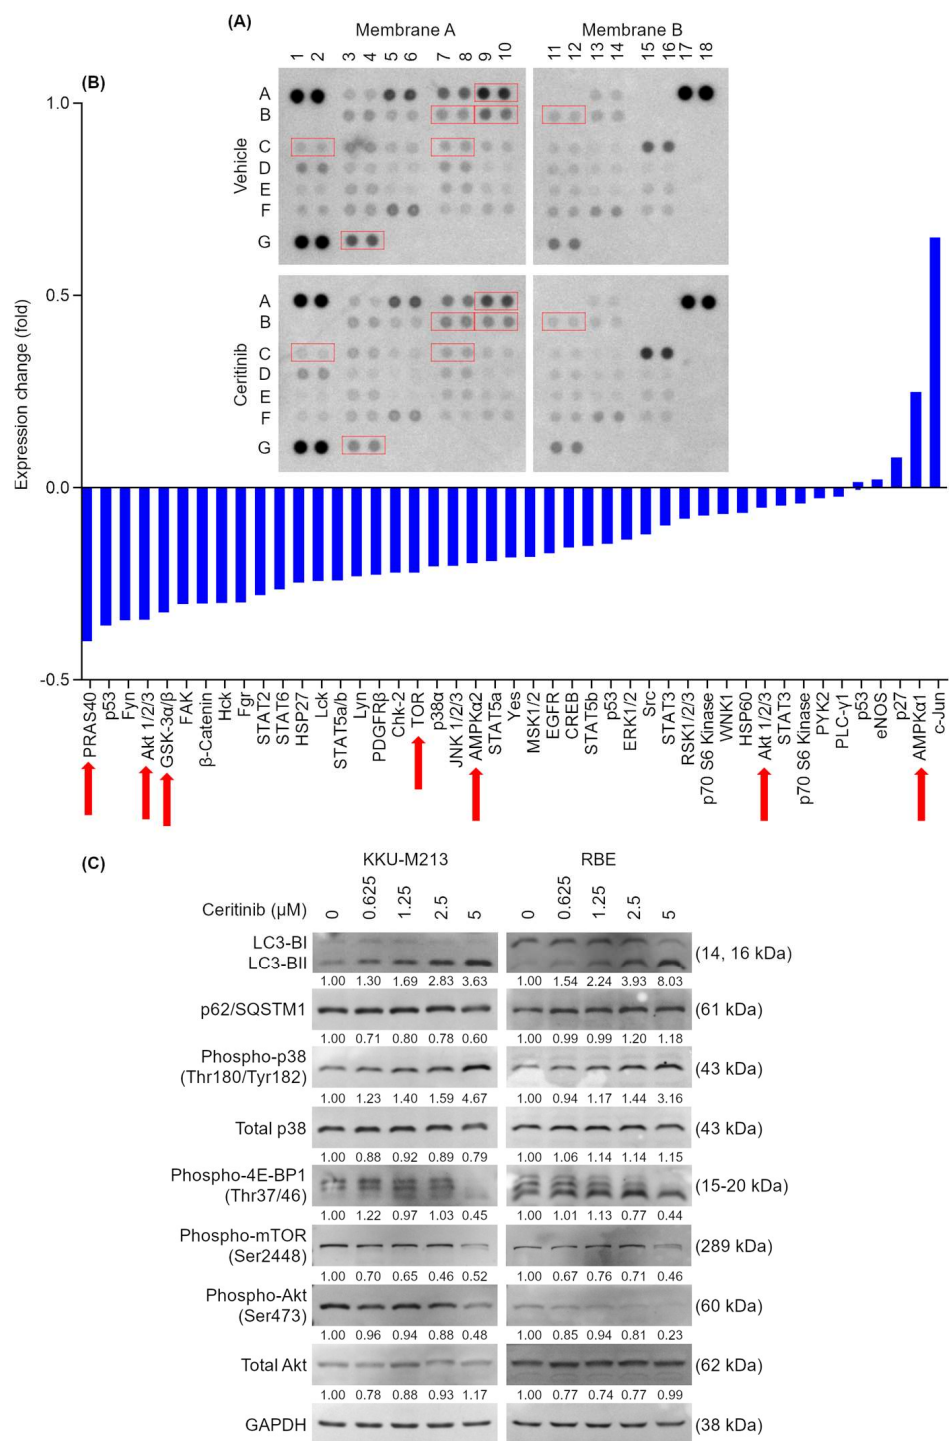 (A)
Membrane A Membrane B
1 2 3 4 5 6 7 8 9 10 11 12 13 14 15 16 17 18
Vehicle
A
B
C
D
E
F
G
Ceritinib
A
B
C
D
E
F
G
(B)
Expression change (fold)
1.0
0.5
0.0
-0.5
PRAS40
p53
Fyn
Akt 1/2/3
GSK-3α/β
FAK
β-Catenin
Hck
Fgr
STAT2
STAT6
HSP27
Lck
STAT5a/b
Lyn
PDGFRβ
Chk-2
TOR
p38α
JNK 1/2/3
AMPKα2
STAT5a
Yes
MSK1/2
EGFR
CREB
STAT5b
p53
ERK1/2
Src
STAT3
RSK1/2/3
p70 S6 Kinase
WNK1
HSP60
Akt 1/2/3
STAT3
p70 S6 Kinase
PYK2
PLC-γ1
p53
eNOS
p27
AMPKα1
c-Jun
(C)
KKU-M213 RBE
Ceritinib (μM) 0 0.625 1.25 2.5 5 0 0.625 1.25 2.5 5
LC3-BI
LC3-BII (14, 16 kDa)
1.00 1.30 1.69 2.83 3.63 1.00 1.54 2.24 3.93 8.03
p62/SQSTM1 (61 kDa)
1.00 0.71 0.80 0.78 0.60 1.00 0.99 0.99 1.20 1.18
Phospho-p38
(Thr180/Tyr182) (43 kDa)
1.00 1.23 1.40 1.59 4.67 1.00 0.94 1.17 1.44 3.16
Total p38 (43 kDa)
1.00 0.88 0.92 0.89 0.79 1.00 1.06 1.14 1.14 1.15
Phospho-4E-BP1
(Thr37/46) (15-20 kDa)
1.00 1.22 0.97 1.03 0.45 1.00 1.01 1.13 0.77 0.44
Phospho-mTOR
(Ser2448) (289 kDa)
1.00 0.70 0.65 0.46 0.52 1.00 0.67 0.76 0.71 0.46
Phospho-Akt
(Ser473) (60 kDa)
1.00 0.96 0.94 0.88 0.48 1.00 0.85 0.94 0.81 0.23
Total Akt (62 kDa)
1.00 0.78 0.88 0.93 1.17 1.00 0.77 0.74 0.77 0.99
GAPDH (38 kDa)